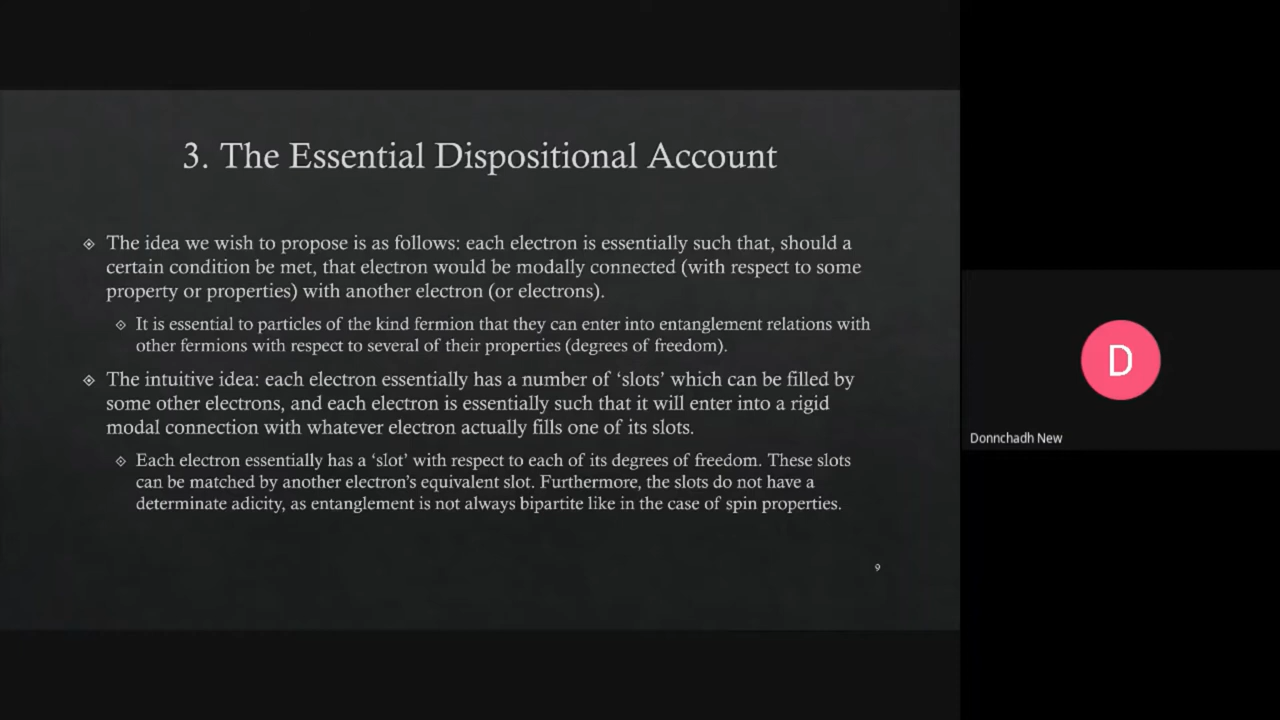 3. The Essential Dispositional Account
The idea we wish to propose is as follows: each electron is essentially such that, should a
certain condition be met, that electron would be modally connected (with respect to some
property or properties) with another electron (or electrons).
It is essential to particles of the kind fermion that they can enter into entanglement relations with
other fermions with respect to several of their properties (degrees of freedom).
The intuitive idea: each electron essentially has a number of ‘slots’ which can be filled by
some other electrons, and each electron is essentially such that it will enter into a rigid
modal connection with whatever electron actually fills one of its slots.
Each electron essentially has a ‘slot’ with respect to each of its degrees of freedom. These slots
can be matched by another electron’s equivalent slot. Furthermore, the slots do not have a
determinate adicity, as entanglement is not always bipartite like in the case of spin properties.
9
D
Donnchadh New